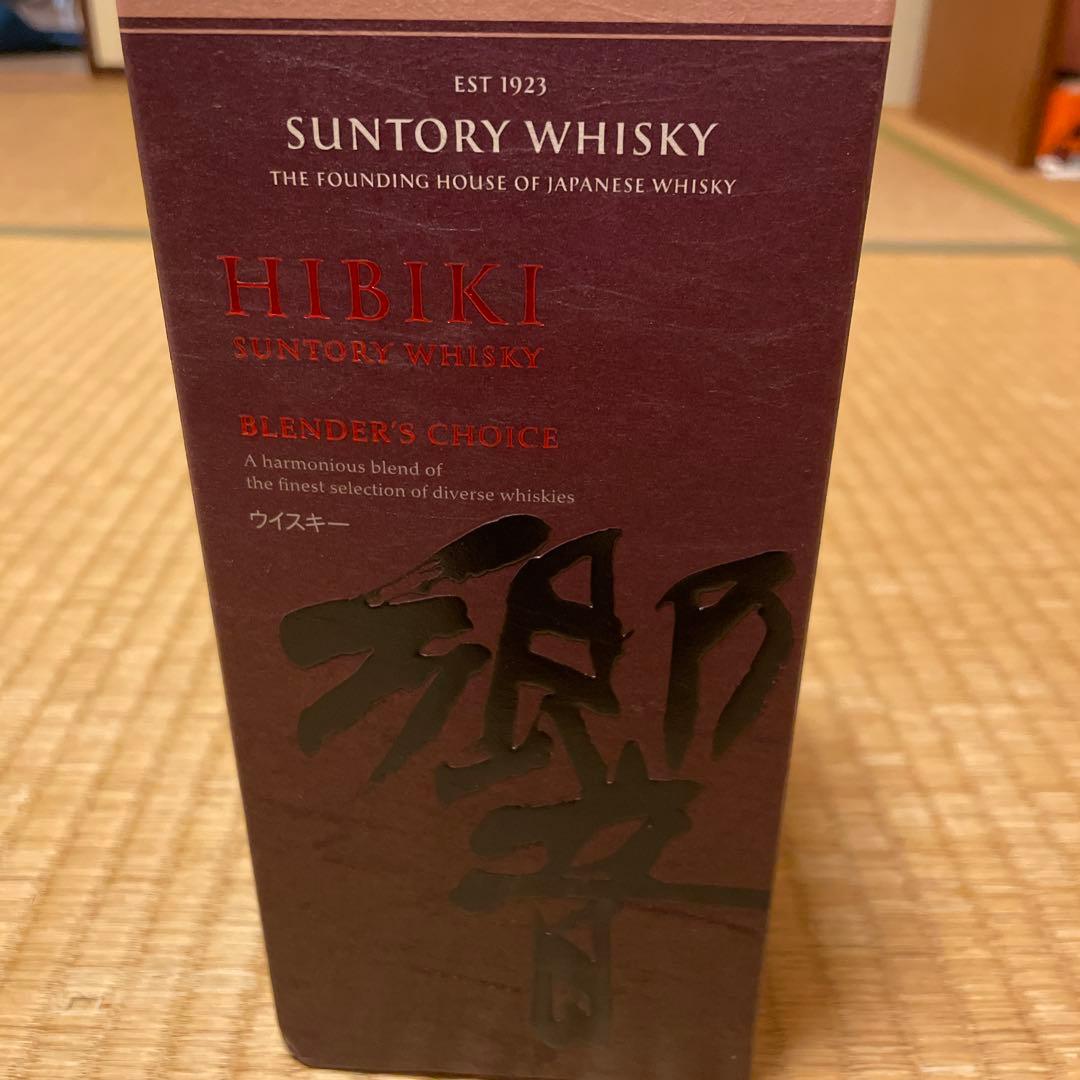 EST 1923
SUNTORY WHISKY
THE FOUNDING HOUSE OF JAPANESE WHISKY
HIBIKI
SUNTORY WHISKY
BLENDER'S CHOICE
A harmonious blend of
the finest selection of diverse whiskies
ウイスキー
響